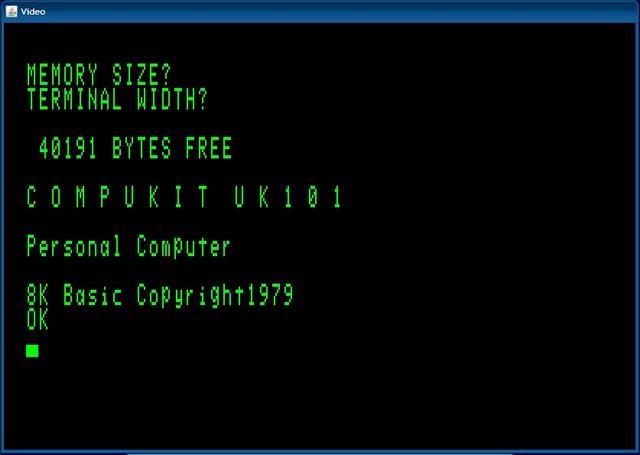 Video
MEMORY SIZE?
TERMINAL WIDTH?
40191 BYTES FREE
C O M P U K I T  U K 1 0 1
Personal Computer
8K Basic Copyright1979
OK